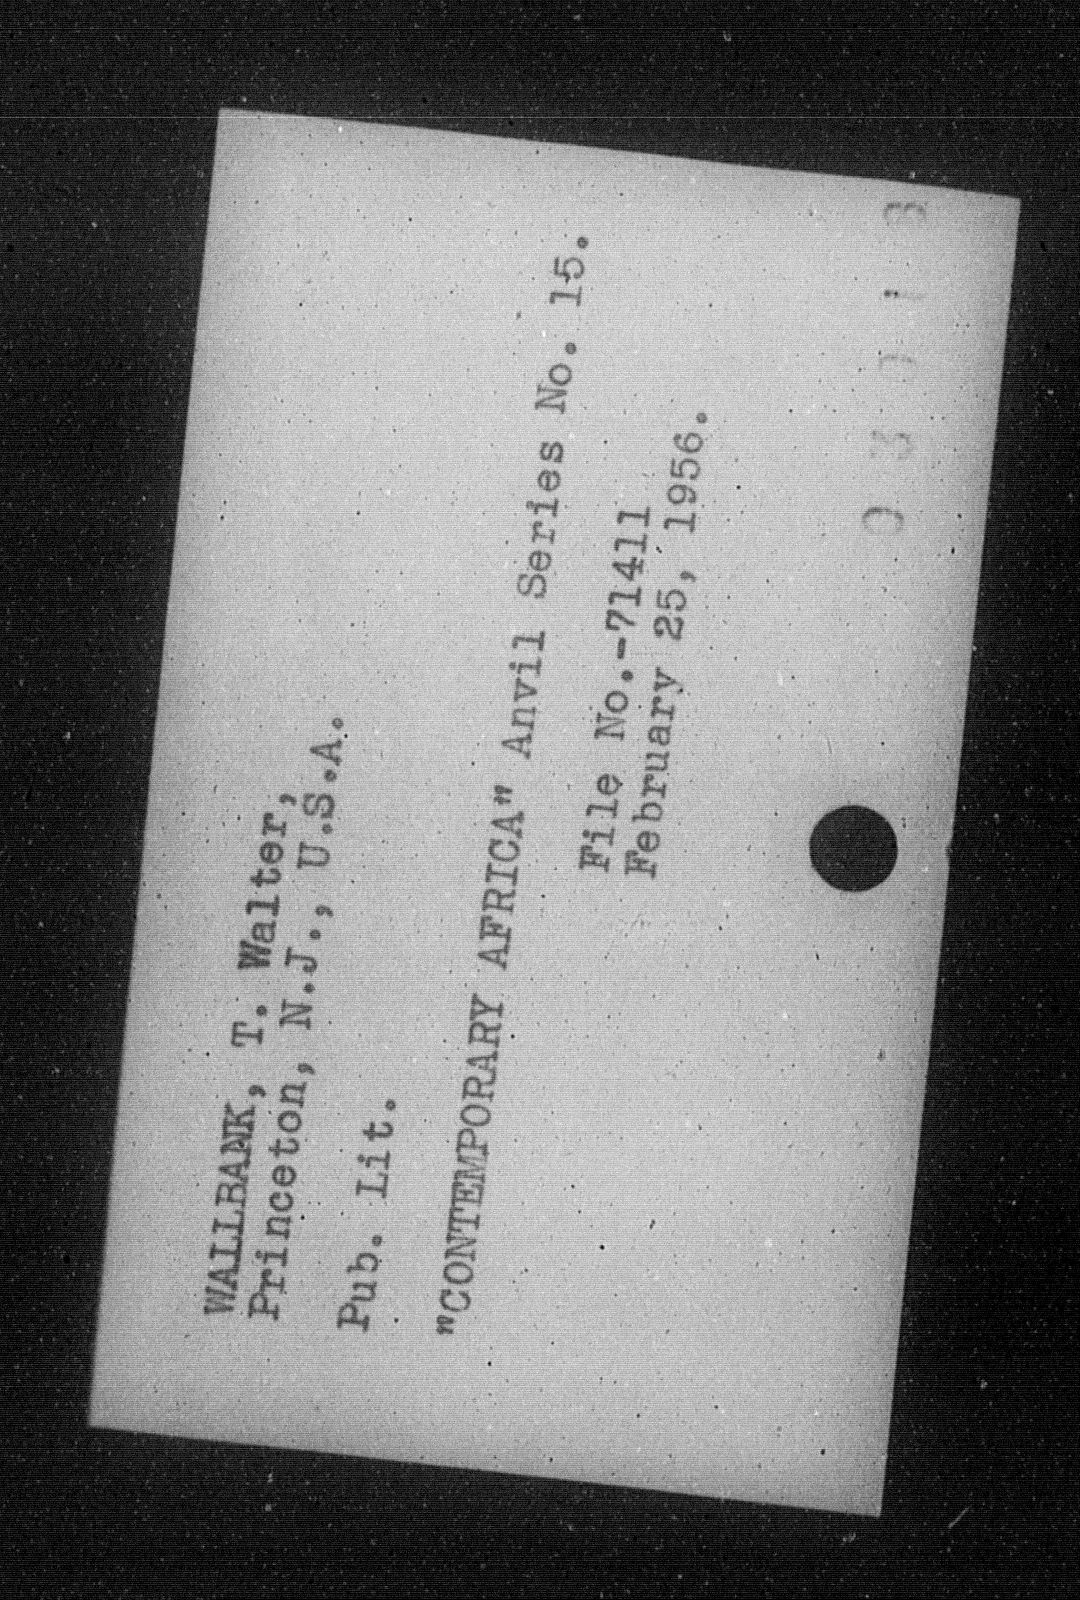 WALLBANK, T. Walter,
Princeton, N.J., U.S.A.
Pub. Lit.
"CONTEMPORARY AFRICA" Anvil Series No. 15.
File No.-71411
February 25, 1956.